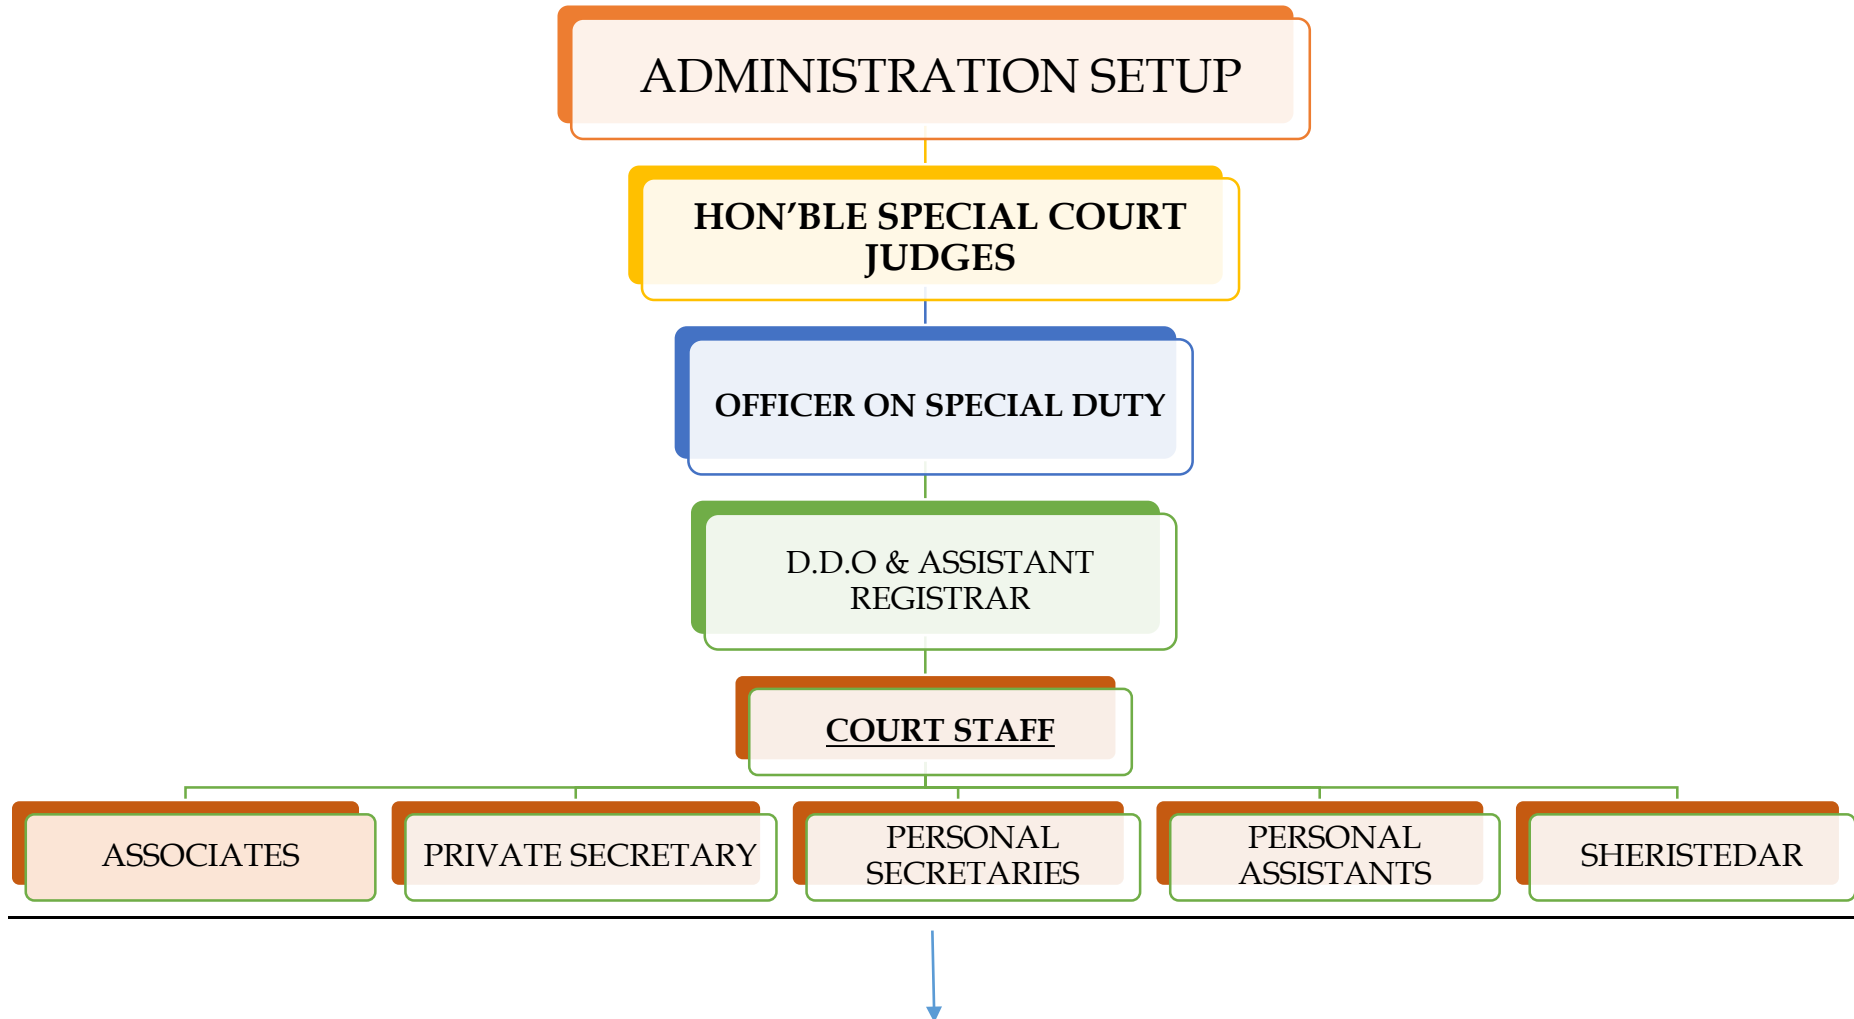 ADMINISTRATION SETUP
HON’BLE SPECIAL COURT
JUDGES
OFFICER ON SPECIAL DUTY
D.D.O & ASSISTANT
REGISTRAR
COURT STAFF
ASSOCIATES
PRIVATE SECRETARY
PERSONAL
SECRETARIES
PERSONAL
ASSISTANTS
SHERISTEDAR